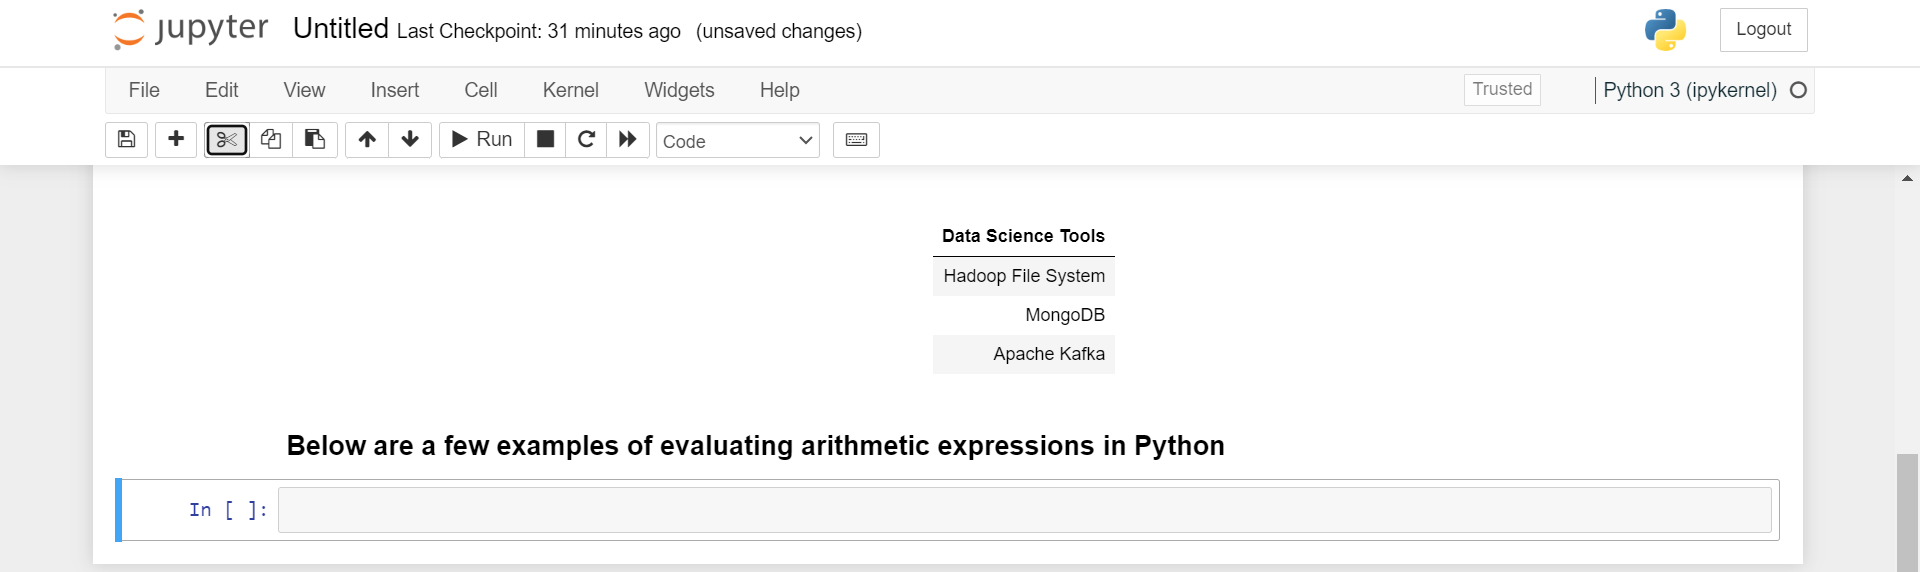 jupyter Untitled Last Checkpoint: 31 minutes ago (unsaved changes) Logout
File Edit View Insert Cell Kernel Widgets Help Trusted Python 3 (ipykernel)
Run Code
Data Science Tools
Hadoop File System
MongoDB
Apache Kafka
Below are a few examples of evaluating arithmetic expressions in Python
In [ ]: